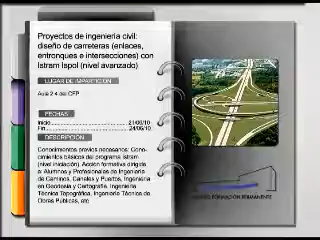 Proyectos de ingeniería civil:
diseño de carreteras (enlaces,
entronques e intersecciones) con
Istram Ispol (nivel avanzado)
LUGAR DE IMPARTICIÓN
Aula 2.4 del CFP
FECHAS
Inicio ........................ 21/06/10
Fin ........................ 24/06/10
DESCRIPCIÓN
Conocimientos previos necesarios: Cono-
cimientos básicos del programa Istram
(nivel iniciación). Acción formativa dirigida
a: Alumnos y Profesionales de Ingeniería
de Caminos, Canales y Puertos, Ingeniería
en Geodesia y Cartografía, Ingeniería
Técnica Topográfica, Ingeniería Técnica de
Obras Públicas, etc
FORMACIÓN PERMANENTE